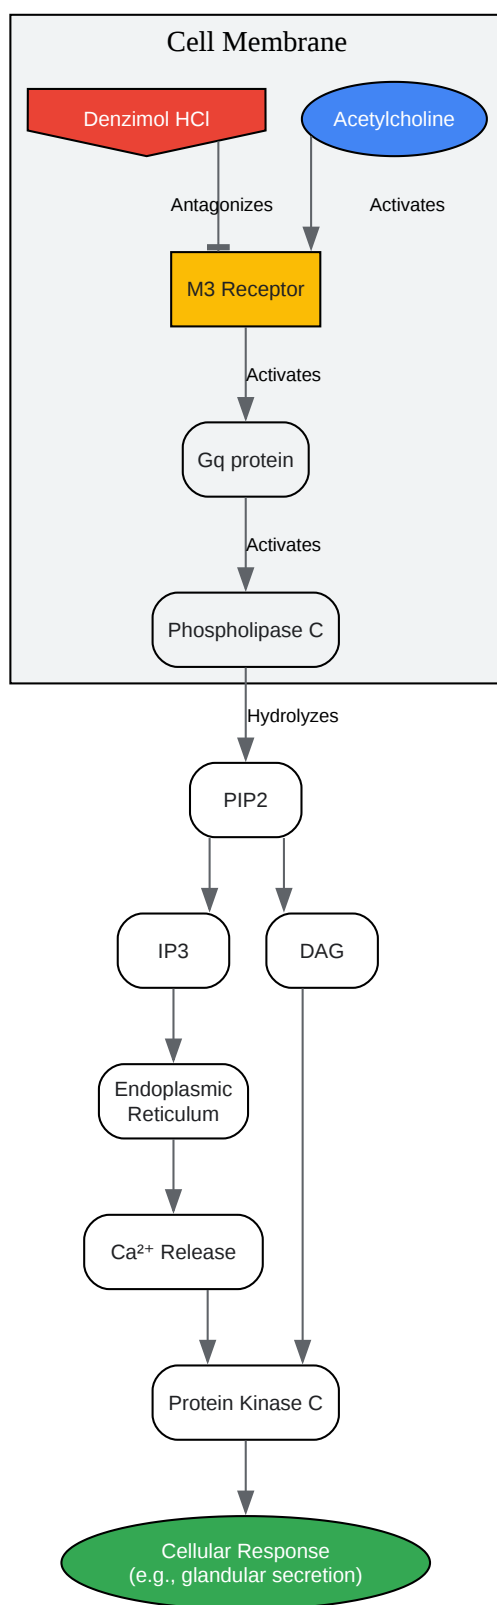 Cell Membrane
Denzimol HCl
Acetylcholine
Antagonizes
Activates
M3 Receptor
Activates
Gq protein
Activates
Phospholipase C
Hydrolyzes
PIP2
IP3
DAG
Endoplasmic
Reticulum
Ca²⁺ Release
Protein Kinase C
Cellular Response
(e.g., glandular secretion)